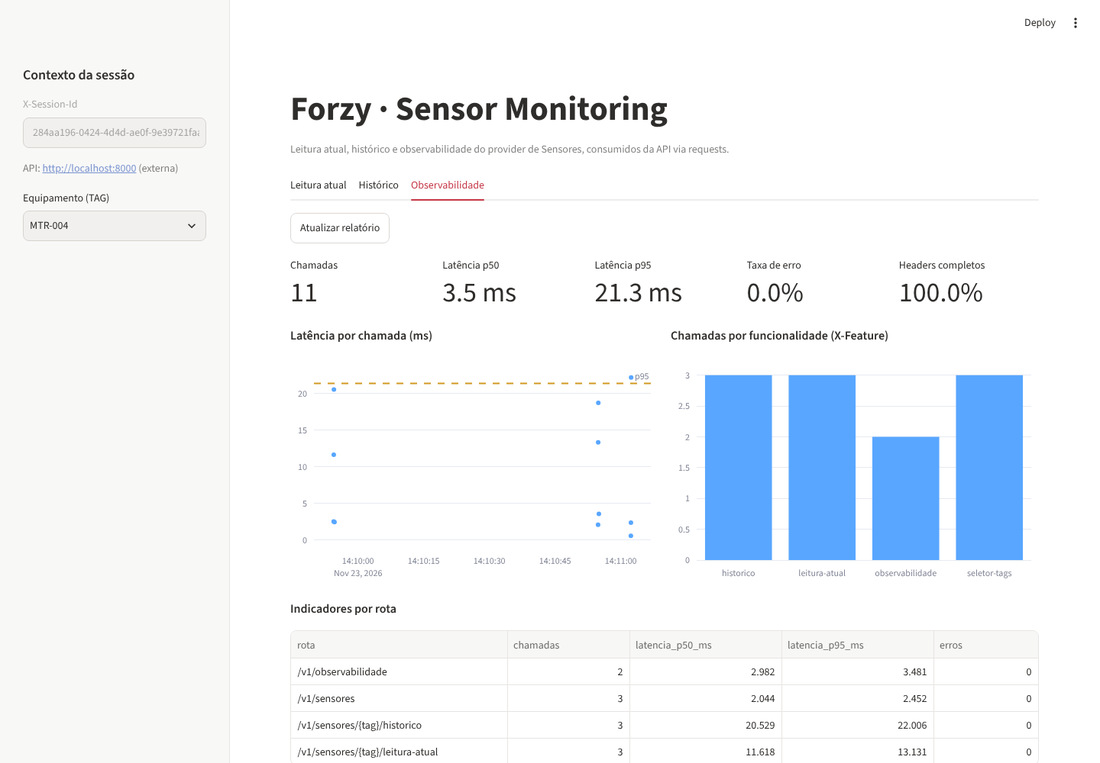 Deploy
Contexto da sessão
X-Session-Id
284aa196-0424-4d4d-ae0f-9e39721faa
API: http://localhost:8000 (externa)
Equipamento (TAG)
MTR-004
Forzy · Sensor Monitoring
Leitura atual, histórico e observabilidade do provider de Sensores, consumidos da API via requests.
Leitura atual Histórico Observabilidade
Atualizar relatório
Chamadas Latência p50 Latência p95 Taxa de erro Headers completos
11 3.5 ms 21.3 ms 0.0% 100.0%
Latência por chamada (ms)
p95
20
15
10
5
0
14:10:00 14:10:15 14:10:30 14:10:45 14:11:00
Nov 23, 2026
Chamadas por funcionalidade (X-Feature)
3
2.5
2
1.5
1
0.5
0
historico leitura-atual observabilidade seletor-tags
Indicadores por rota
rota chamadas latencia_p50_ms latencia_p95_ms erros
/v1/observabilidade 2 2.982 3.481 0
/v1/sensores 3 2.044 2.452 0
/v1/sensores/{tag}/historico 3 20.529 22.006 0
/v1/sensores/{tag}/leitura-atual 3 11.618 13.131 0